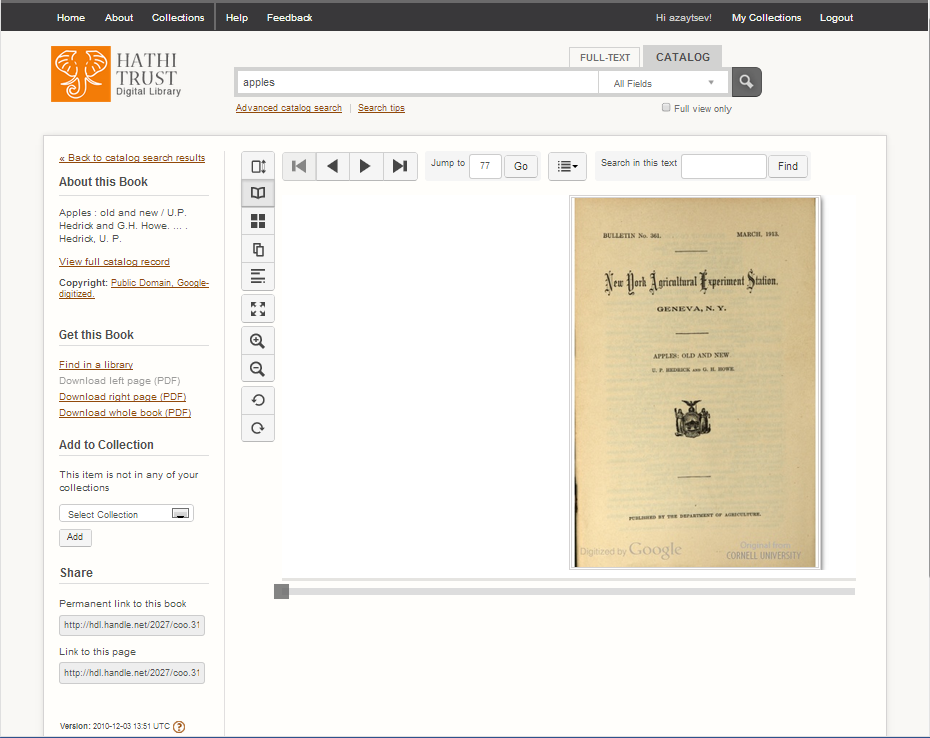 Home About Collections Help Feedback Hi azaytsev! My Collections Logout
HATHI
TRUST
Digital Library
FULL-TEXT CATALOG
apples All Fields
Advanced catalog search | Search tips Full view only
« Back to catalog search results
About this Book
Apples : old and new / U.P.
Hedrick and G.H. Howe. ... .
Hedrick, U. P.
View full catalog record
Copyright: Public Domain, Google-
digitized.
Get this Book
Find in a library
Download left page (PDF)
Download right page (PDF)
Download whole book (PDF)
Add to Collection
This item is not in any of your
collections
Select Collection
Add
Share
Permanent link to this book
http://hdl.handle.net/2027/coo.31
Link to this page
http://hdl.handle.net/2027/coo.31
Version: 2010-12-03 13:51 UTC ?
Jump to 77 Go Search in this text Find
BULLETIN No. 361. MARCH, 1913.
New York Agricultural Experiment Station.
GENEVA, N. Y.
APPLES: OLD AND NEW
U. P. HEDRICK AND G. H. HOWE.
PUBLISHED BY THE DEPARTMENT OF AGRICULTURE.
Digitized by Google
Original from
CORNELL UNIVERSITY